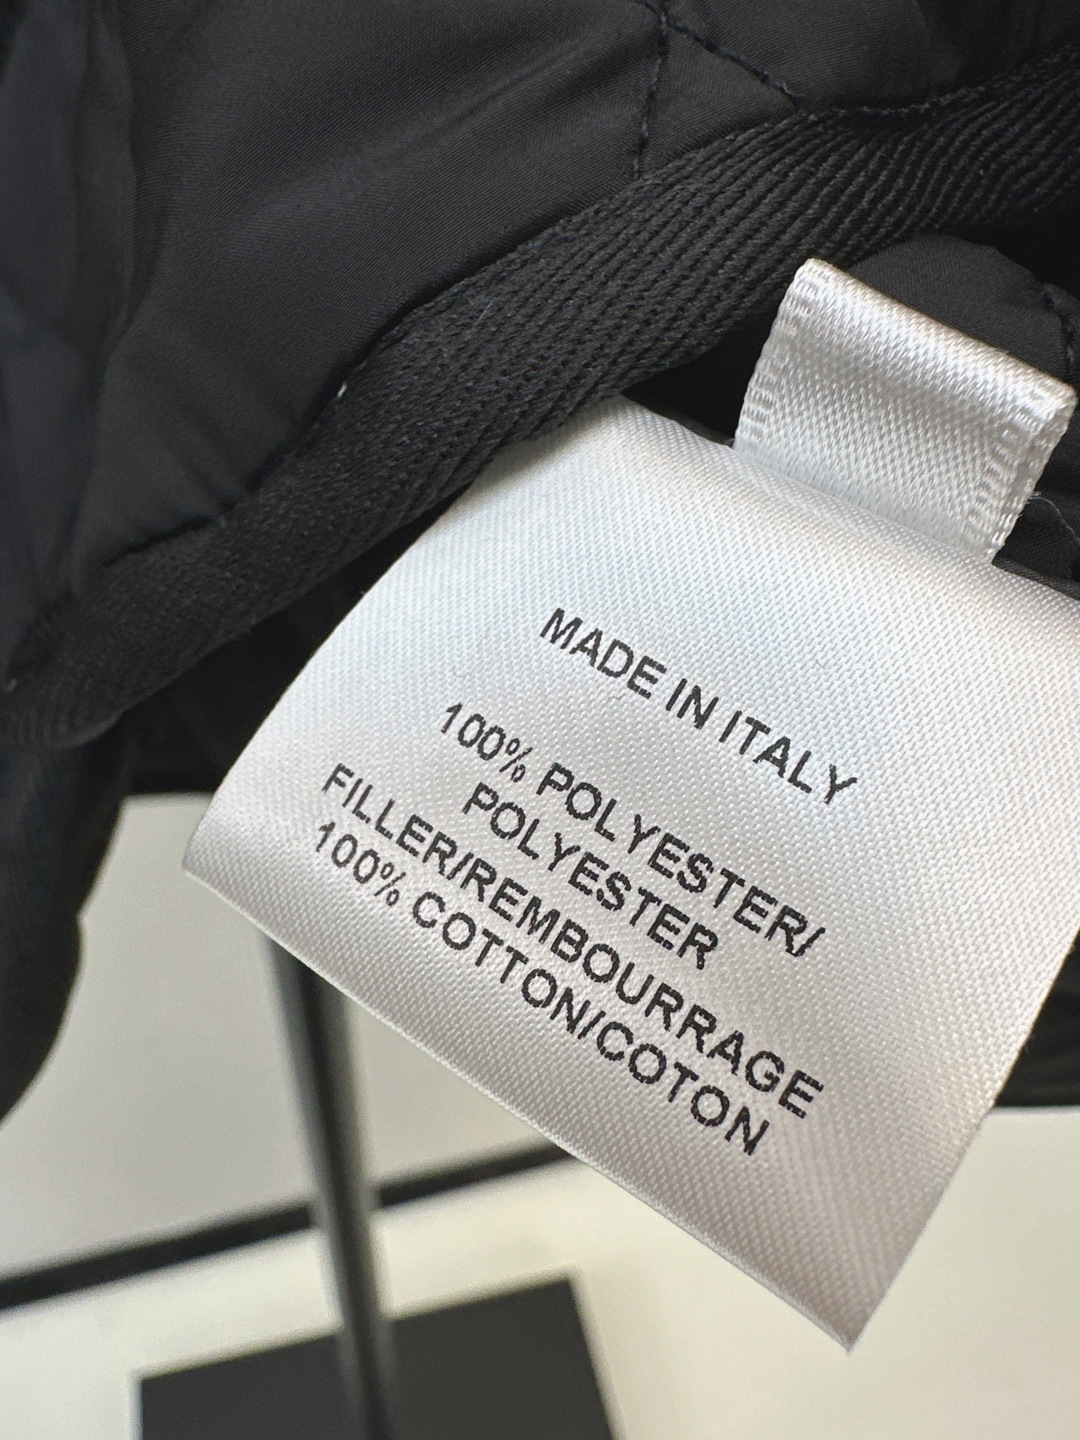 MADE IN ITALY
100% POLYESTER/
POLYESTER
FILLER/REMBOURRAGE
100% COTTON/COTON